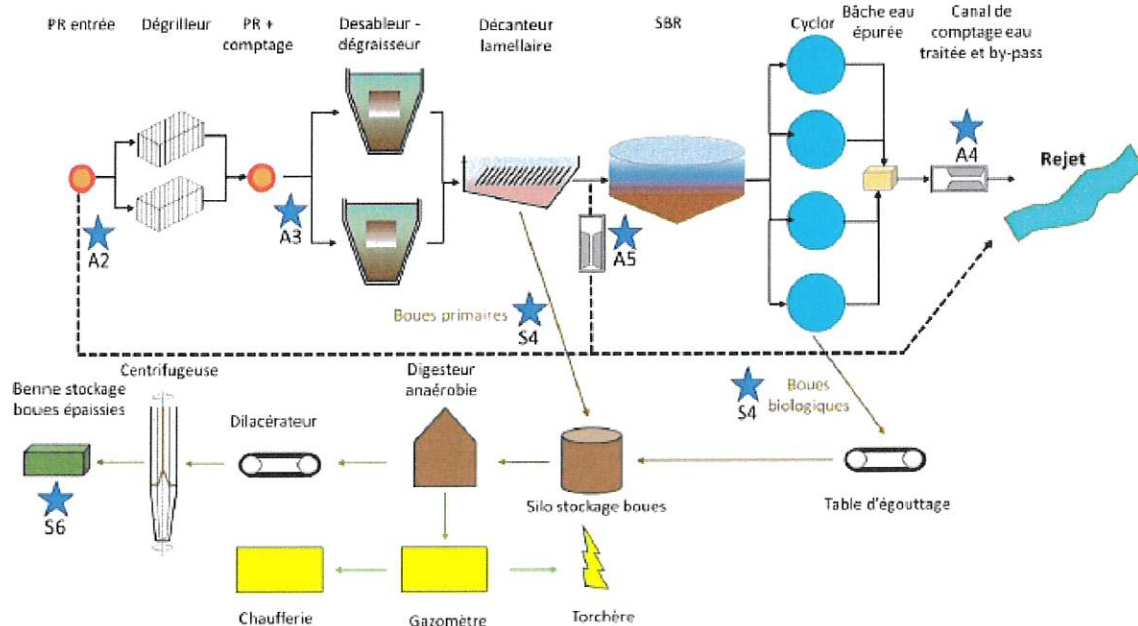 PR entrée
Dégrilleur
PR +
comptage
Desableur -
dégraisseur
Décanteur
lamellaire
SBR
Cyclor
Bâche eau
épurée
Canal de
comptage eau
traitée et by-pass
A2
A3
A5
A4
Rejet
Boues primaires
S4
S4
Boues
biologiques
Benne stockage
boues épaissies
Centrifugeuse
Dilacérateur
Digesteur
anaérobie
Silo stockage boues
Table d'égouttage
S6
Chaufferie
Gazomètre
Torchère